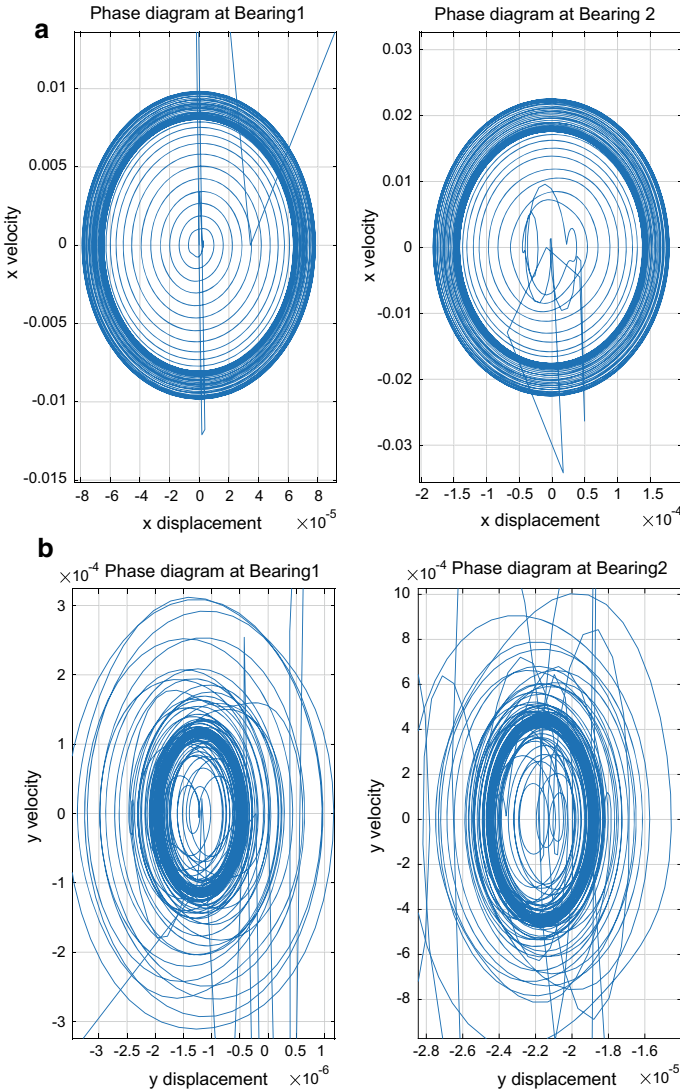 a
Phase diagram at Bearing1
0.01
0.005
0
-0.005
-0.01
-0.015
x velocity
-8 -6 -4 -2 0 2 4 6 8
x displacement ×10-5
Phase diagram at Bearing 2
0.03
0.02
0.01
0
-0.01
-0.02
-0.03
x velocity
-2 -1.5 -1 -0.5 0 0.5 1 1.5
x displacement ×10-4
b
×10-4 Phase diagram at Bearing1
3
2
1
0
-1
-2
-3
y velocity
-3 -2.5 -2 -1.5 -1 -0.5 0 0.5 1
y displacement ×10-6
×10-4 Phase diagram at Bearing2
10
8
6
4
2
0
-2
-4
-6
-8
y velocity
-2.8 -2.6 -2.4 -2.2 -2 -1.8 -1.6
y displacement ×10-5